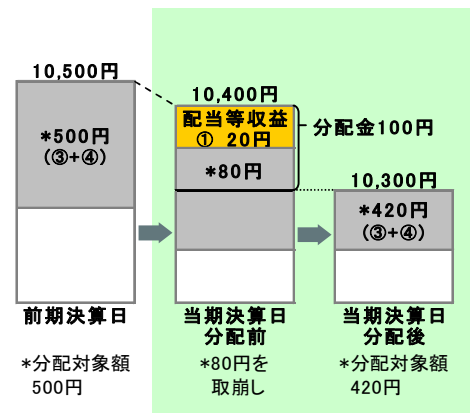 10,500円
*500円
(③+④)
前期決算日
*分配対象額
500円
10,400円
配当等収益
① 20円
*80円
分配金100円
当期決算日
分配前
*80円を
取崩し
10,300円
*420円
(③+④)
当期決算日
分配後
*分配対象額
420円